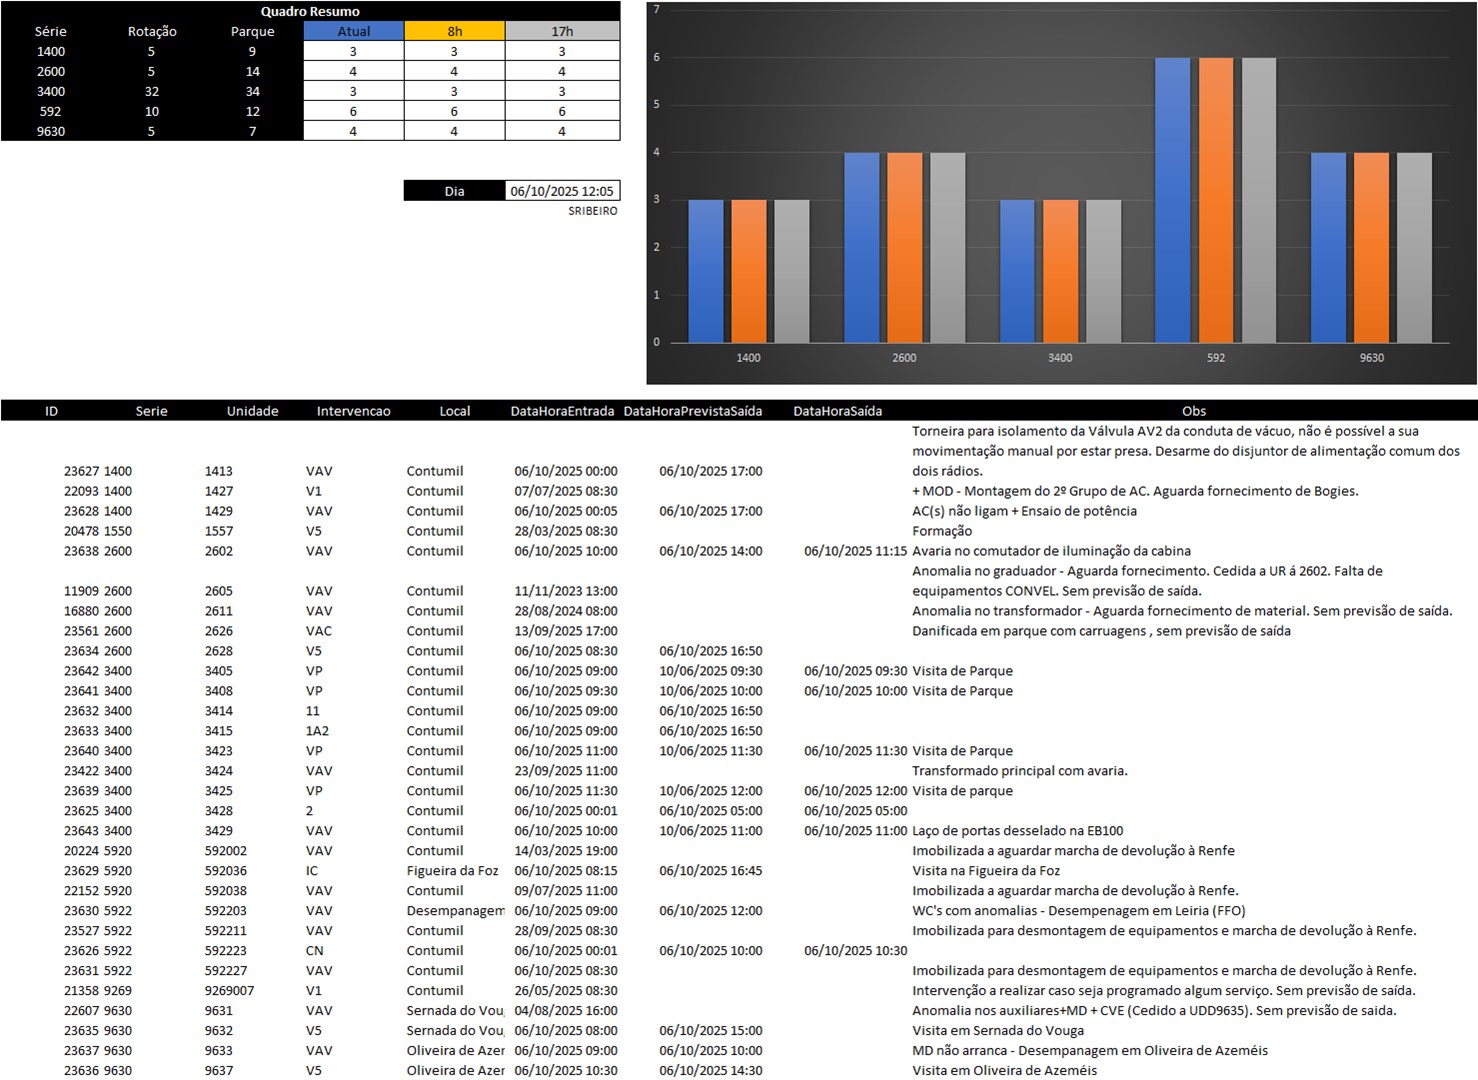 Quadro Resumo
Série Rotação Parque Atual 8h 17h
1400 5 9 3 3 3
2600 5 14 4 4 4
3400 32 34 3 3 3
592 10 12 6 6 6
9630 5 7 4 4 4
Dia 06/10/2025 12:05
SRIBEIRO
7
6
5
4
3
2
1
0
1400 2600 3400 592 9630
ID Serie Unidade Intervencao Local DataHoraEntrada DataHoraPrevistaSaída DataHoraSaída Obs
Torneira para isolamento da Válvula AV2 da conduta de vácuo, não é possível a sua
movimentação manual por estar presa. Desarme do disjuntor de alimentação comum dos
23627 1400 1413 VAV Contumil 06/10/2025 00:00 06/10/2025 17:00 dois rádios.
22093 1400 1427 V1 Contumil 07/07/2025 08:30 + MOD - Montagem do 2º Grupo de AC. Aguarda fornecimento de Bogies.
23628 1400 1429 VAV Contumil 06/10/2025 00:05 06/10/2025 17:00 AC(s) não ligam + Ensaio de potência
20478 1550 1557 V5 Contumil 28/03/2025 08:30 Formação
23638 2600 2602 VAV Contumil 06/10/2025 10:00 06/10/2025 14:00 06/10/2025 11:15 Avaria no comutador de iluminação da cabina
Anomalia no graduador - Aguarda fornecimento. Cedida a UR á 2602. Falta de
11909 2600 2605 VAV Contumil 11/11/2023 13:00 equipamentos CONVEL. Sem previsão de saída.
16880 2600 2611 VAV Contumil 28/08/2024 08:00 Anomalia no transformador - Aguarda fornecimento de material. Sem previsão de saída.
23561 2600 2626 VAC Contumil 13/09/2025 17:00 Danificada em parque com carruagens , sem previsão de saída
23634 2600 2628 V5 Contumil 06/10/2025 08:30 06/10/2025 16:50
23642 3400 3405 VP Contumil 06/10/2025 09:00 10/06/2025 09:30 06/10/2025 09:30 Visita de Parque
23641 3400 3408 VP Contumil 06/10/2025 09:30 10/06/2025 10:00 06/10/2025 10:00 Visita de Parque
23632 3400 3414 11 Contumil 06/10/2025 09:00 06/10/2025 16:50
23633 3400 3415 1A2 Contumil 06/10/2025 09:00 06/10/2025 16:50
23640 3400 3423 VP Contumil 06/10/2025 11:00 10/06/2025 11:30 06/10/2025 11:30 Visita de Parque
23422 3400 3424 VAV Contumil 23/09/2025 11:00 Transformado principal com avaria.
23639 3400 3425 VP Contumil 06/10/2025 11:30 10/06/2025 12:00 06/10/2025 12:00 Visita de parque
23625 3400 3428 2 Contumil 06/10/2025 00:01 06/10/2025 05:00 06/10/2025 05:00
23643 3400 3429 VAV Contumil 06/10/2025 10:00 10/06/2025 11:00 06/10/2025 11:00 Laço de portas desselado na EB100
20224 5920 592002 VAV Contumil 14/03/2025 19:00 Imobilizada a aguardar marcha de devolução à Renfe
23629 5920 592036 IC Figueira da Foz 06/10/2025 08:15 06/10/2025 16:45 Visita na Figueira da Foz
22152 5920 592038 VAV Contumil 09/07/2025 11:00 Imobilizada a aguardar marcha de devolução à Renfe.
23630 5922 592203 VAV Desempanagem 06/10/2025 09:00 06/10/2025 12:00 WC's com anomalias - Desempenagem em Leiria (FFO)
23527 5922 592211 VAV Contumil 28/09/2025 08:30 Imobilizada para desmontagem de equipamentos e marcha de devolução à Renfe.
23626 5922 592223 CN Contumil 06/10/2025 00:01 06/10/2025 10:00 06/10/2025 10:30
23631 5922 592227 VAV Contumil 06/10/2025 08:30 Imobilizada para desmontagem de equipamentos e marcha de devolução à Renfe.
21358 9269 9269007 V1 Contumil 26/05/2025 08:30 Intervenção a realizar caso seja programado algum serviço. Sem previsão de saída.
22607 9630 9631 VAV Sernada do Vou 04/08/2025 16:00 Anomalia nos auxiliares+MD + CVE (Cedido a UDD9635). Sem previsão de saida.
23635 9630 9632 V5 Sernada do Vou 06/10/2025 08:00 06/10/2025 15:00 Visita em Sernada do Vouga
23637 9630 9633 VAV Oliveira de Azer 06/10/2025 09:00 06/10/2025 10:00 MD não arranca - Desempanagem em Oliveira de Azeméis
23636 9630 9637 V5 Oliveira de Azer 06/10/2025 10:30 06/10/2025 14:30 Visita em Oliveira de Azeméis